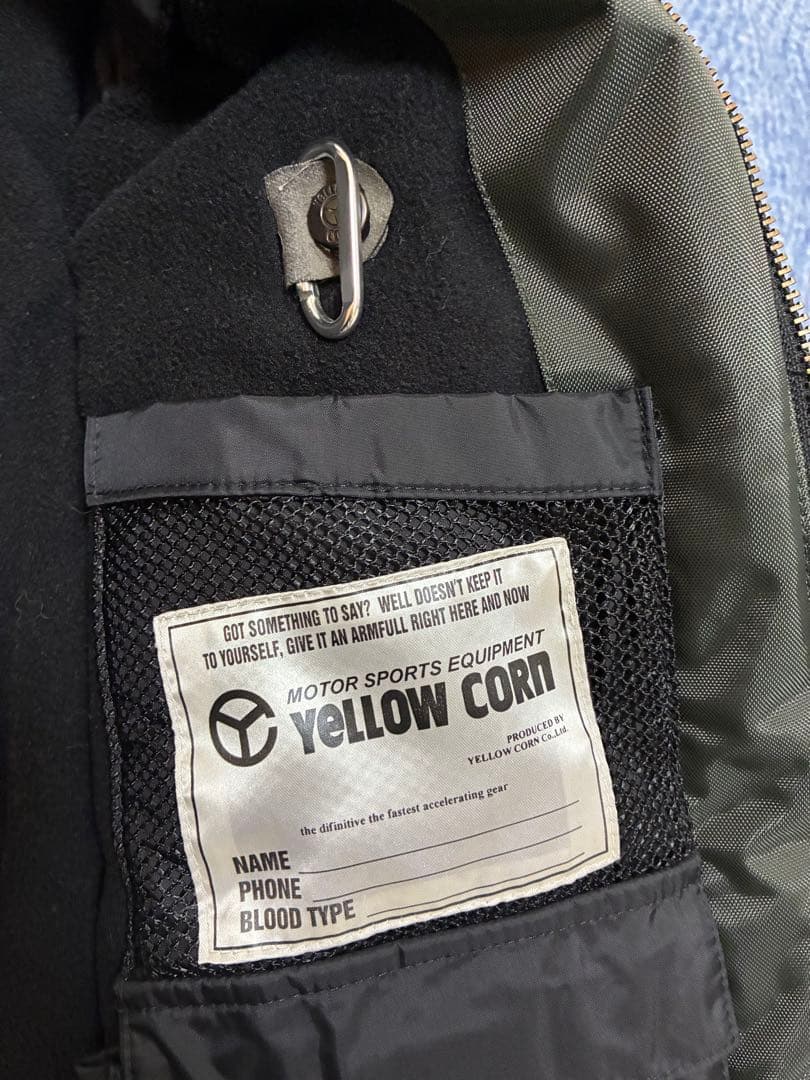 GOT SOMETHING TO SAY? WELL DOESN'T KEEP IT
TO YOURSELF, GIVE IT AN ARMFULL RIGHT HERE AND NOW
MOTOR SPORTS EQUIPMENT
YeLLOW CORn
PRODUCED BY
YELLOW CORN Co.,Ltd.
the difinitive the fastest accelerating gear
NAME
PHONE
BLOOD TYPE